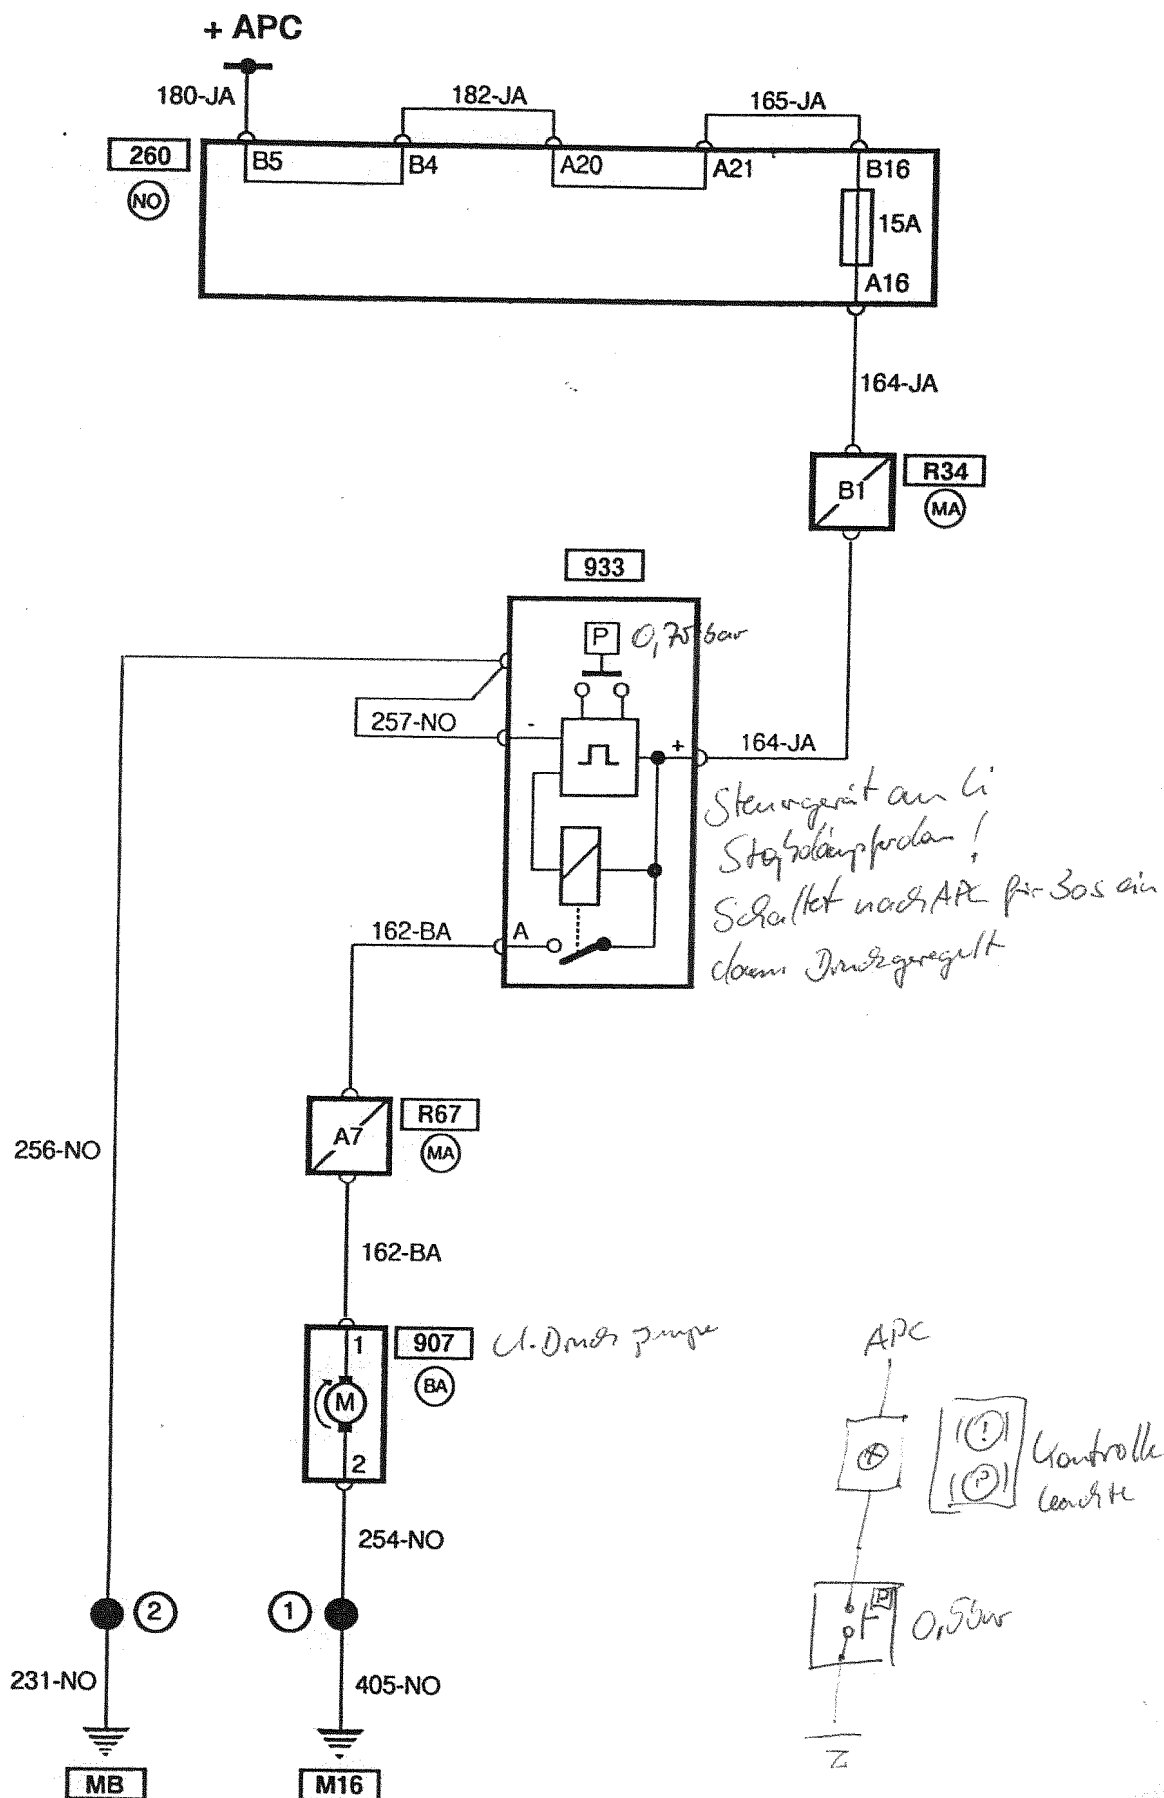 + APC
180-JA
182-JA
165-JA
260
NO
B5
B4
A20
A21
B16
15A
A16
164-JA
B1
R34
MA
933
P
0,75 bar
257-NO
-
+
164-JA
Steuergerät am li
Stoßdämpferdom!
Schaltet nach APC für 30s ein
dann Druckgeregelt
162-BA
A
A7
R67
MA
256-NO
162-BA
1
907
BA
M
2
U.Druckpumpe
APC
(!)
(P)
Kontroll
leuchte
P
0,5bar
254-NO
2
1
231-NO
405-NO
MB
M16